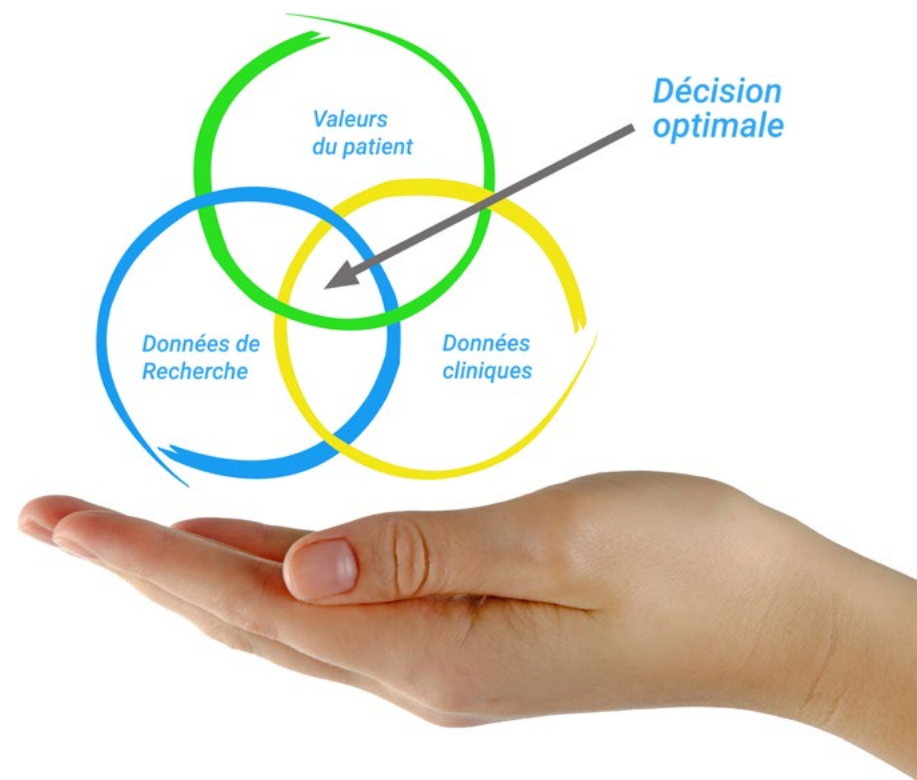 Valeurs
du patient
Décision
optimale
Données de
Recherche
Données
cliniques